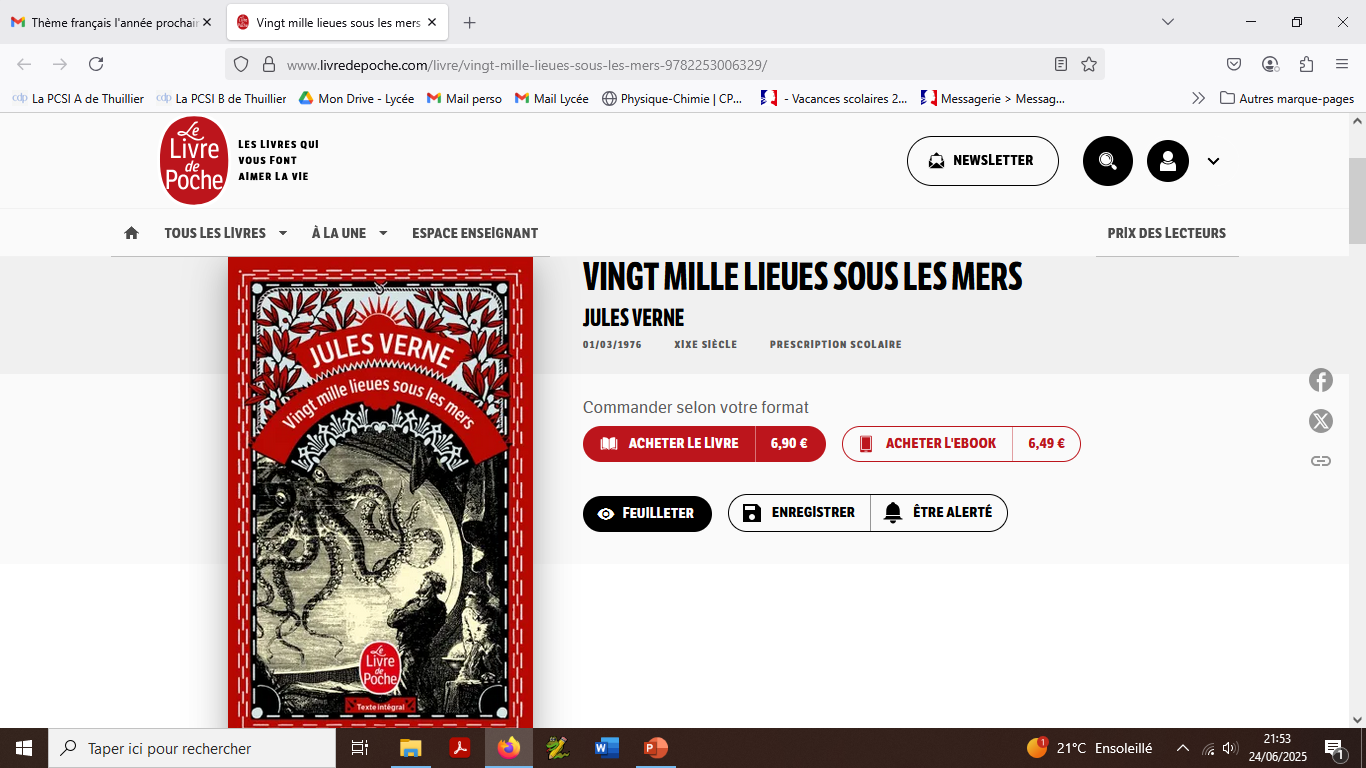 Thème français l'année prochain
Vingt mille lieues sous les mers
www.livredepoche.com/livre/vingt-mille-lieues-sous-les-mers-9782253006329/
cdp La PCSI A de Thuillier
cdp La PCSI B de Thuillier
Mon Drive - Lycée
Mail perso
Mail Lycée
Physique-Chimie | CP...
- Vacances scolaires 2...
Messagerie > Messag...
Autres marque-pages
Le
Livre
de
Poche
LES LIVRES QUI
VOUS FONT
AIMER LA VIE
NEWSLETTER
TOUS LES LIVRES
À LA UNE
ESPACE ENSEIGNANT
PRIX DES LECTEURS
JULES VERNE
Vingt mille lieues sous les mers
Le
Livre
de
Poche
Texte intégral
VINGT MILLE LIEUES SOUS LES MERS
JULES VERNE
01/03/1976 XIXE SIÈCLE PRESCRIPTION SCOLAIRE
Commander selon votre format
ACHETER LE LIVRE 6,90 €
ACHETER L'EBOOK 6,49 €
FEUILLETER
ENREGISTRER
ÊTRE ALERTÉ
Taper ici pour rechercher
1
21°C Ensoleillé
21:53
24/06/2025
1